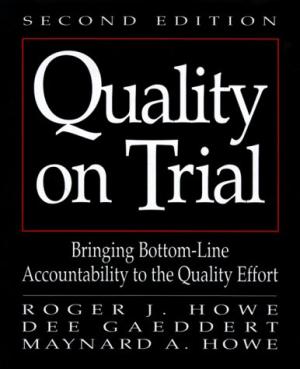 SECOND EDITION
Quality
on Trial
Bringing Bottom-Line
Accountability to the Quality Effort
ROGER J. HOWE
DEE GAEDDERT
MAYNARD A. HOWE